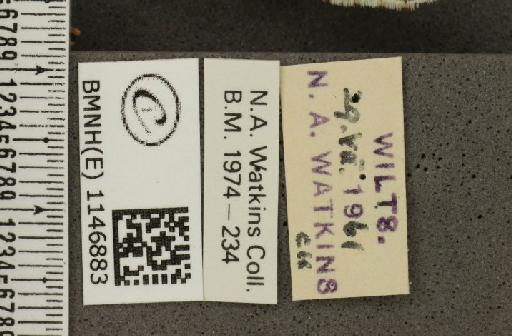 BMNH(E) 1146883
N. A. Watkins Coll.
B.M. 1974-234
WILTS.
29.vii.1961
N. A. WATKINS